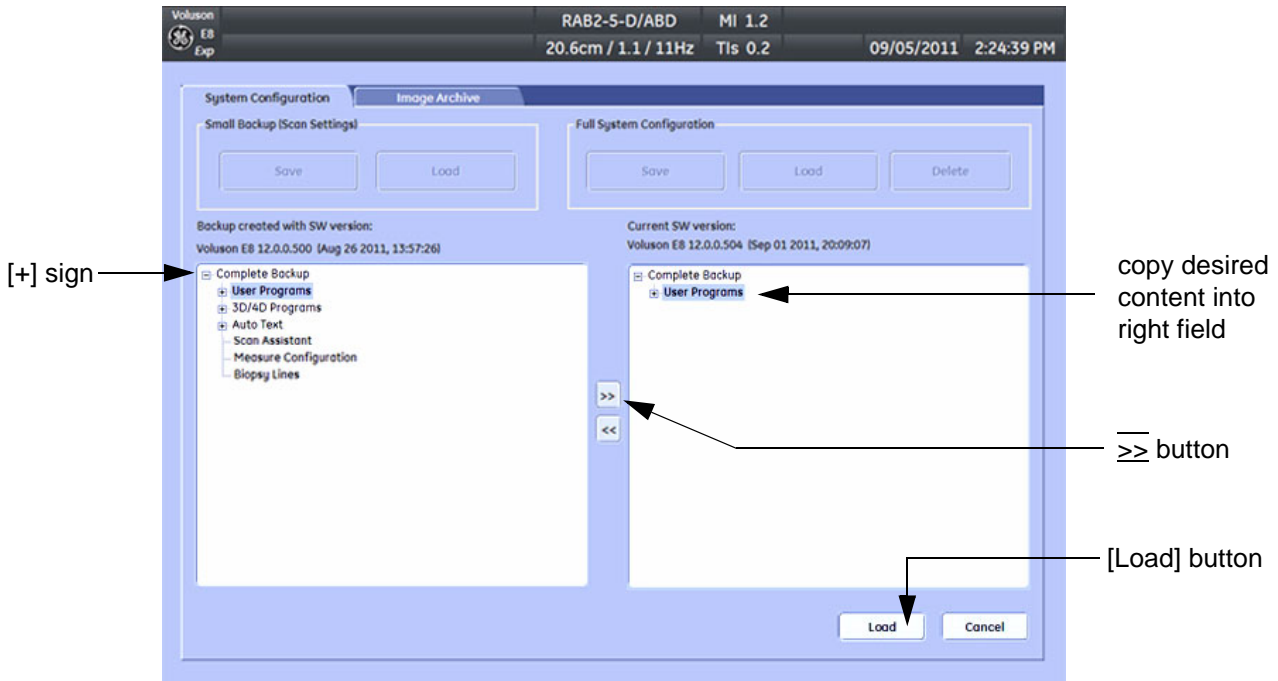 Voluson
E8
Exp
RAB2-5-D/ABD MI 1.2
20.6cm / 1.1 / 11Hz TIs 0.2 09/05/2011 2:24:39 PM
System Configuration Image Archive
Small Backup (Scan Settings) Full System Configuration
Save Load Save Load Delete
Backup created with SW version: Current SW version:
Voluson E8 12.0.0.500 (Aug 26 2011, 13:57:26) Voluson E8 12.0.0.504 (Sep 01 2011, 20:09:07)
[+] sign
Complete Backup
User Programs
3D/4D Programs
Auto Text
Scan Assistant
Measure Configuration
Biopsy Lines
Complete Backup
User Programs
copy desired
content into
right field
>>
<<
>> button
[Load] button
Load Cancel